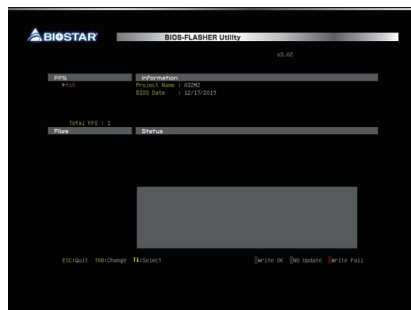 BIOSTAR
BIOS-FLASHER Utility
v3.02
FFS Information
Project Name : A32M2
BIOS Date : 12/17/2019
Total FFS : 1
Files Status
ESC:Quit TAB:Change ↑↓:Select Write OK NO Update Write Fail